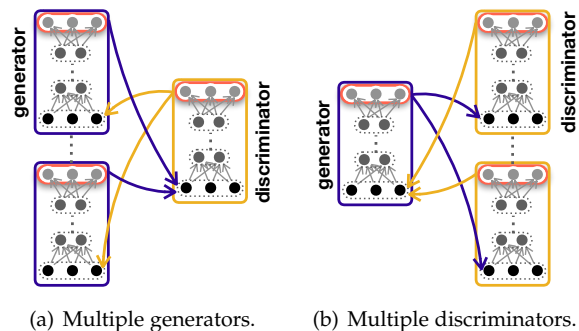 generator
discriminator
generator
discriminator
(a) Multiple generators.
(b) Multiple discriminators.